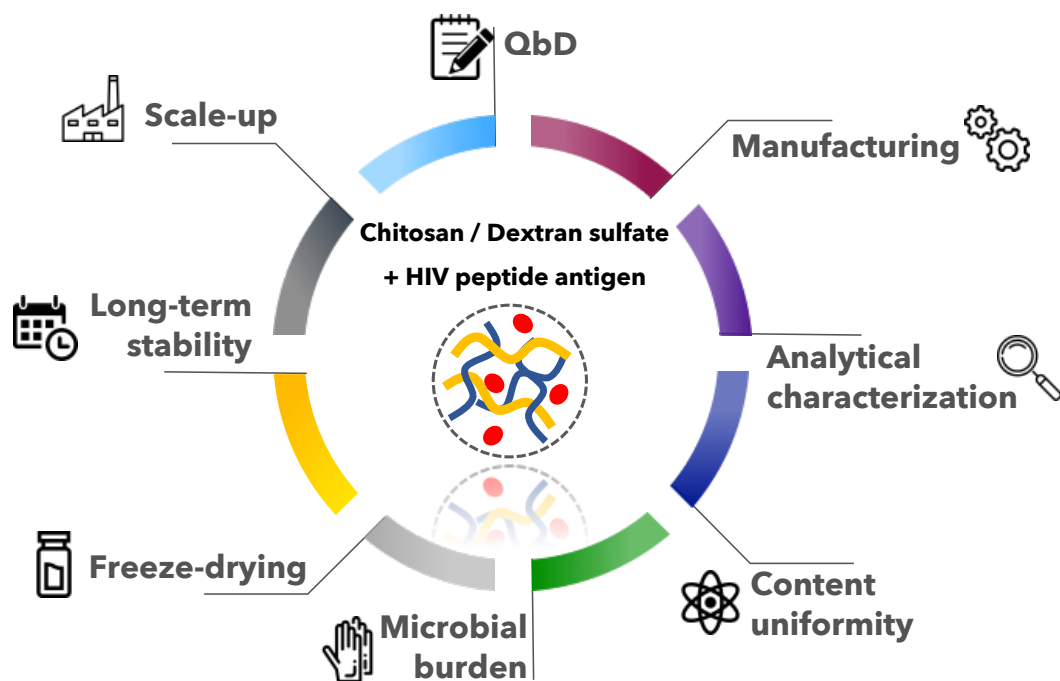 QbD
Scale-up
Manufacturing
Chitosan / Dextran sulfate
+ HIV peptide antigen
Long-term
stability
Analytical
characterization
Freeze-drying
Content
uniformity
Microbial
burden